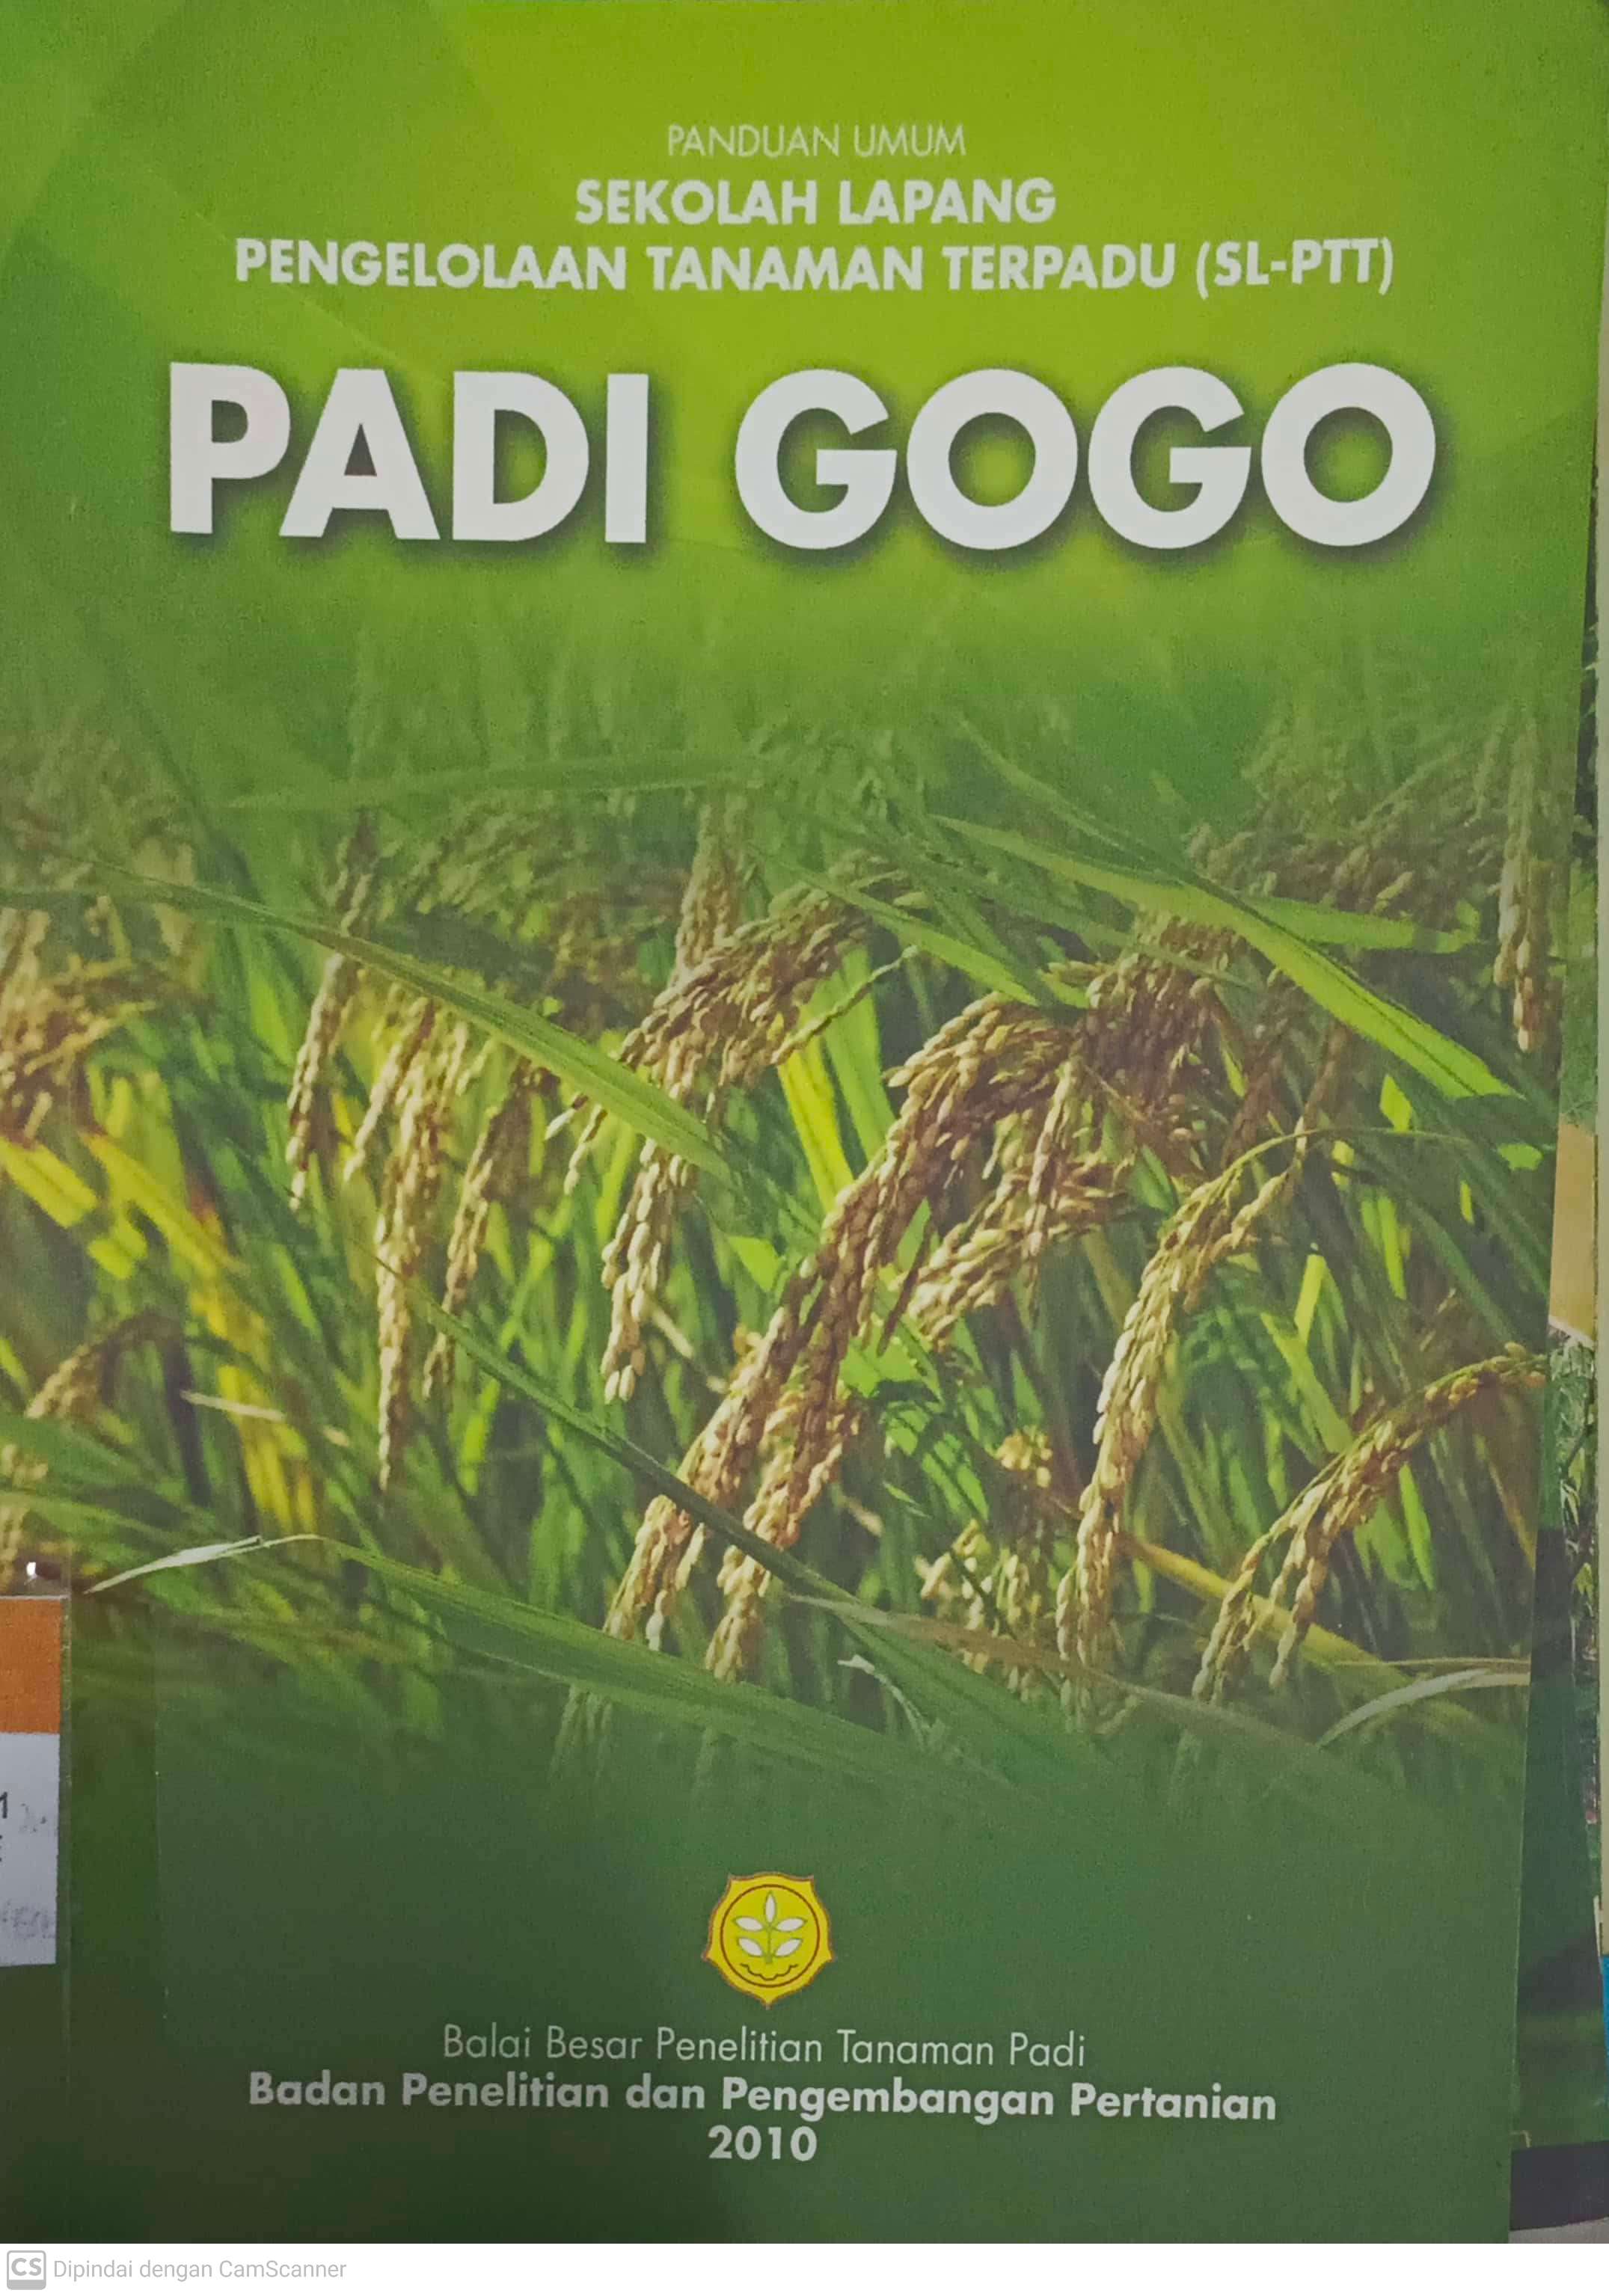 PANDUAN UMUM
SEKOLAH LAPANG
PENGELOLAAN TANAMAN TERPADU (SL-PTT)
PADI GOGO
Balai Besar Penelitian Tanaman Padi
Badan Penelitian dan Pengembangan Pertanian
2010
CS Dipindai dengan CamScanner